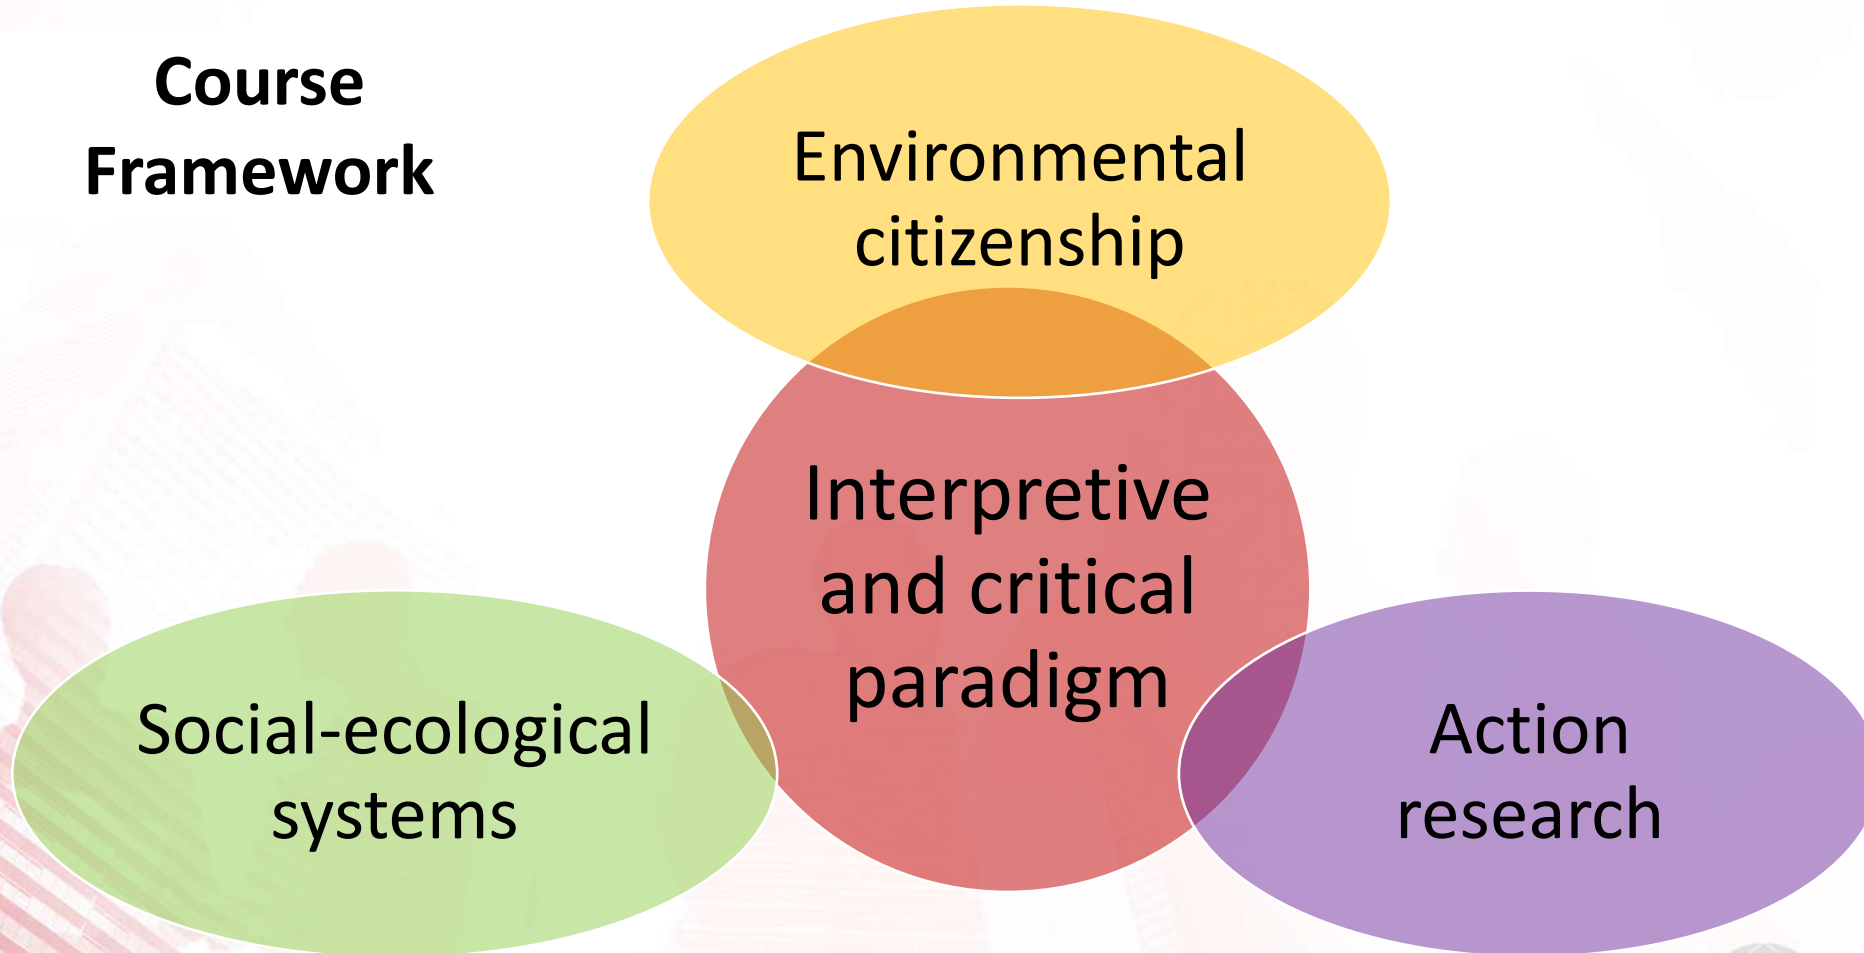 Course
Framework
Environmental
citizenship
Interpretive
and critical
paradigm
Social-ecological
systems
Action
research